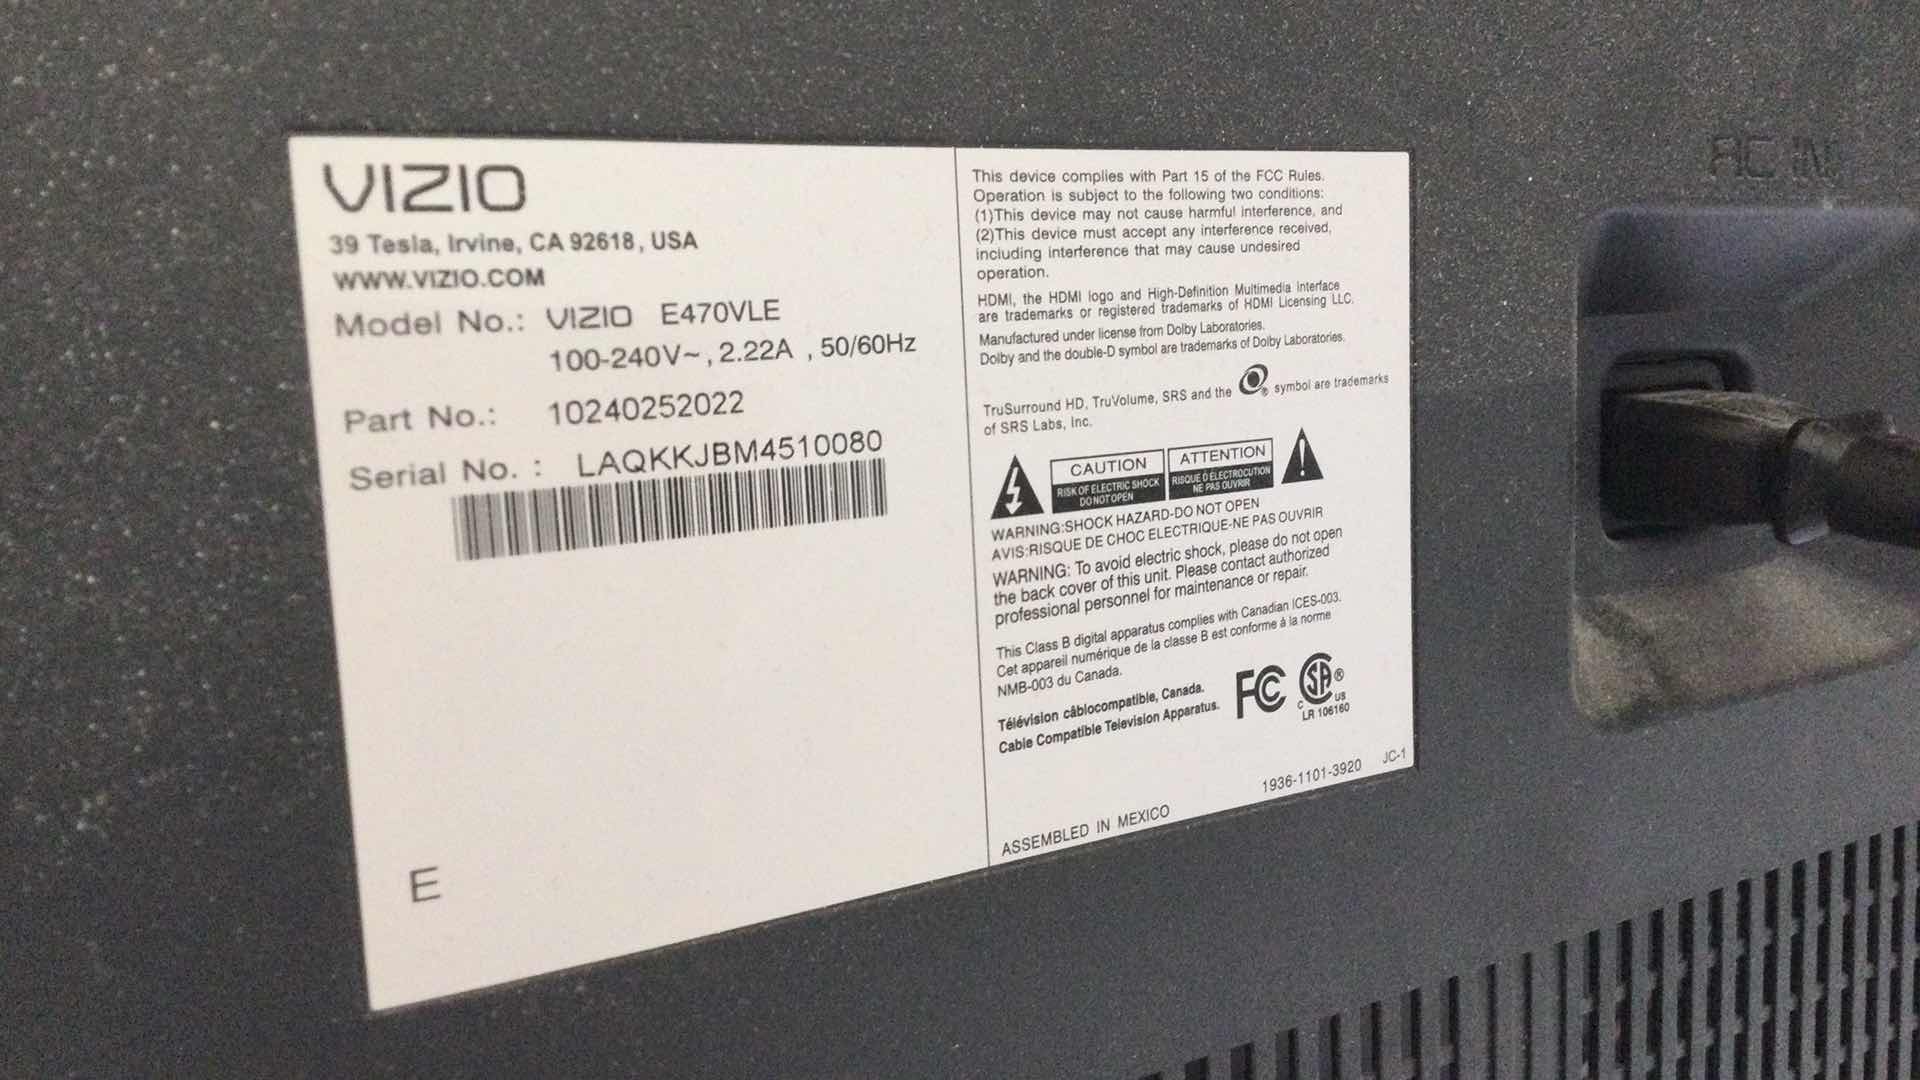 VIZIO
39 Tesla, Irvine, CA 92618, USA
WWW.VIZIO.COM
Model No.: VIZIO E470VLE
100-240V~, 2.22A , 50/60Hz
Part No.: 10240252022
Serial No. : LAQKKJBM4510080
E
This device complies with Part 15 of the FCC Rules.
Operation is subject to the following two conditions:
(1)This device may not cause harmful interference, and
(2)This device must accept any interference received,
including interference that may cause undesired
operation.
HDMI, the HDMI logo and High-Definition Multimedia Interface
are trademarks or registered trademarks of HDMI Licensing LLC.
Manufactured under license from Dolby Laboratories.
Dolby and the double-D symbol are trademarks of Dolby Laboratories.
TruSurround HD, TruVolume, SRS and the ® symbol are trademarks
of SRS Labs, Inc.
CAUTION
RISK OF ELECTRIC SHOCK
DO NOT OPEN
ATTENTION
RISQUE D'ELECTROCUTION
NE PAS OUVRIR
WARNING:SHOCK HAZARD-DO NOT OPEN
AVIS:RISQUE DE CHOC ELECTRIQUE-NE PAS OUVRIR
WARNING: To avoid electric shock, please do not open
the back cover of this unit. Please contact authorized
professional personnel for maintenance or repair.
This Class B digital apparatus complies with Canadian ICES-003.
Cet appareil numérique de la classe B est conforme à la norme
NMB-003 du Canada.
Télévision câblocompatible, Canada.
Cable Compatible Television Apparatus.
FC
C SA® US
LR 106160
1936-1101-3920 JC-1
ASSEMBLED IN MEXICO
AC IN